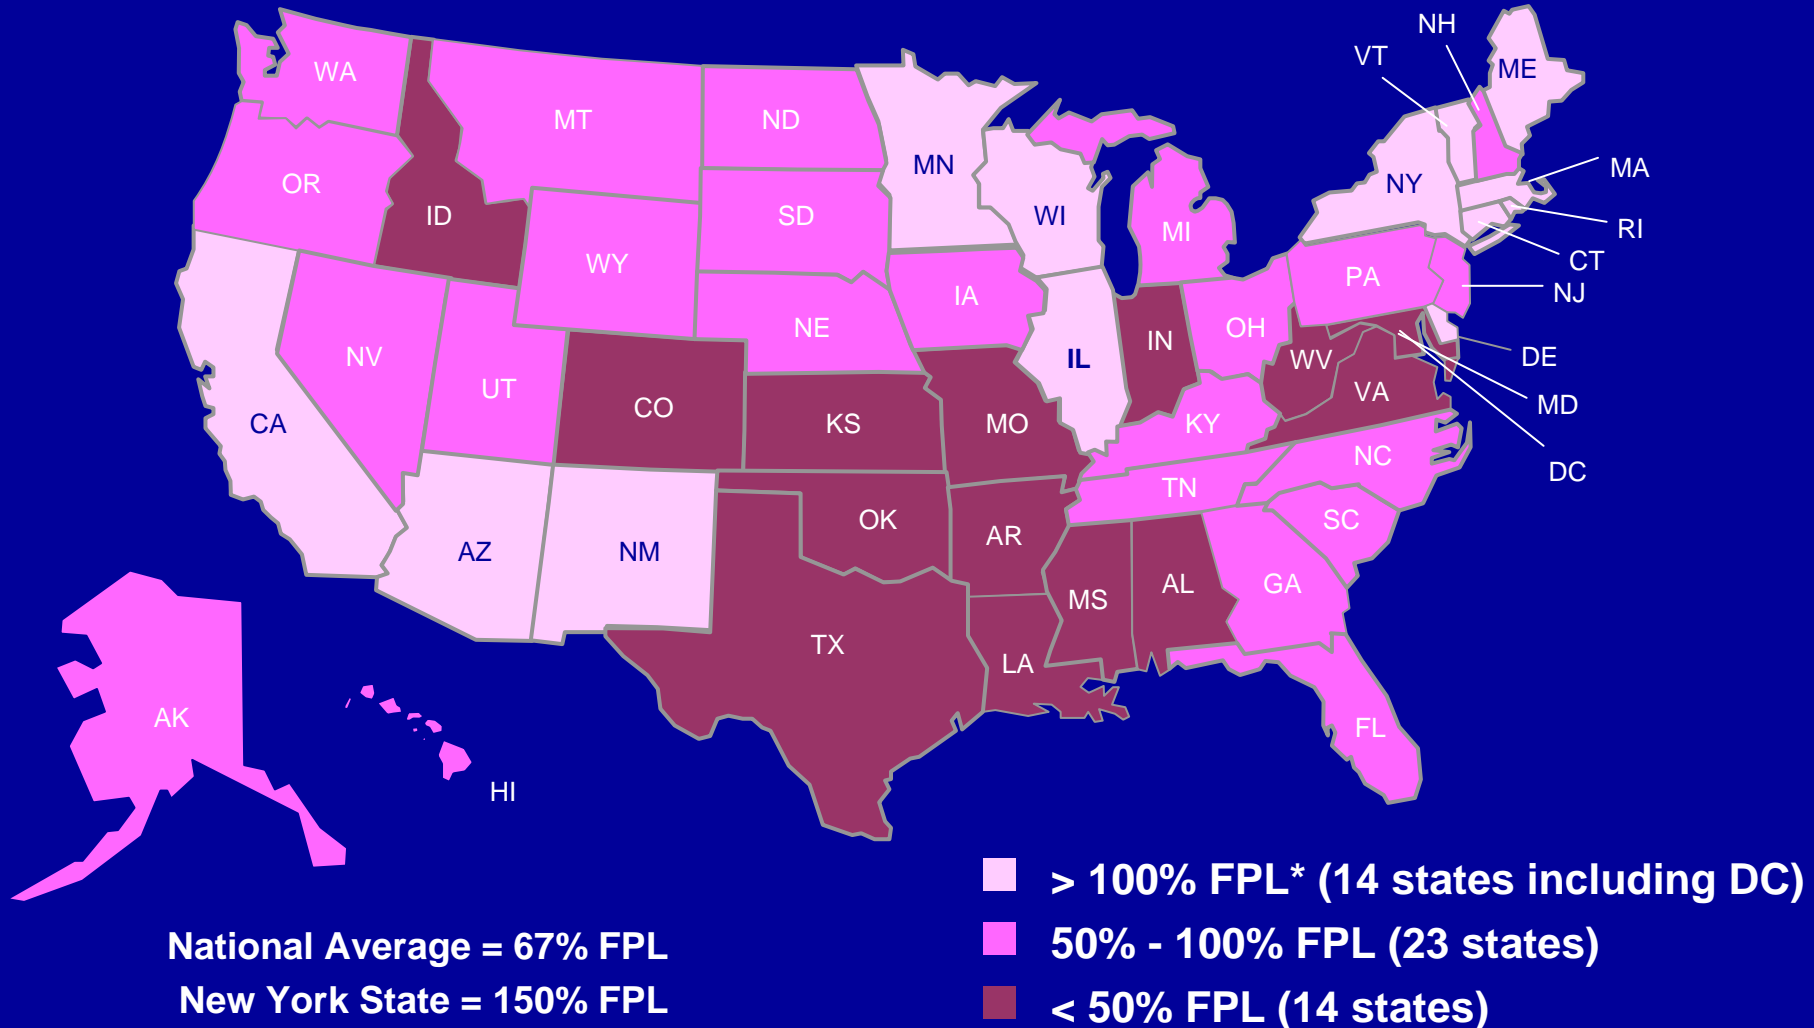 NH
VT
ME
WA
MT
ND
MN
MA
OR
NY
ID
SD
WI
RI
MI
CT
WY
PA
NJ
IA
NE
OH
IN
NV
IL
WV
DE
UT
VA
CO
MD
CA
KS
MO
KY
NC
DC
TN
OK
SC
AR
AZ
NM
GA
AL
MS
TX
LA
AK
FL
HI
> 100% FPL* (14 states including DC)
National Average = 67% FPL
50% - 100% FPL (23 states)
New York State = 150% FPL
< 50% FPL (14 states)